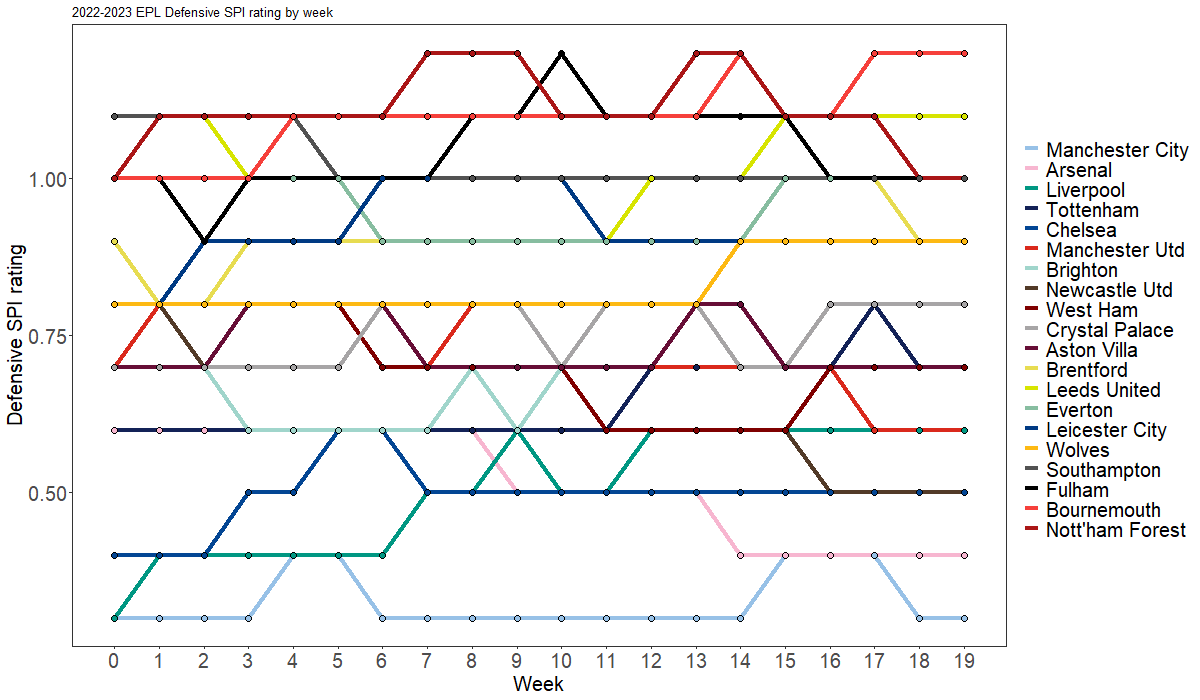 2022-2023 EPL Defensive SPI rating by week
Defensive SPI rating
1.00
0.75
0.50
0 1 2 3 4 5 6 7 8 9 10 11 12 13 14 15 16 17 18 19
Week
Manchester City
Arsenal
Liverpool
Tottenham
Chelsea
Manchester Utd
Brighton
Newcastle Utd
West Ham
Crystal Palace
Aston Villa
Brentford
Leeds United
Everton
Leicester City
Wolves
Southampton
Fulham
Bournemouth
Nott'ham Forest